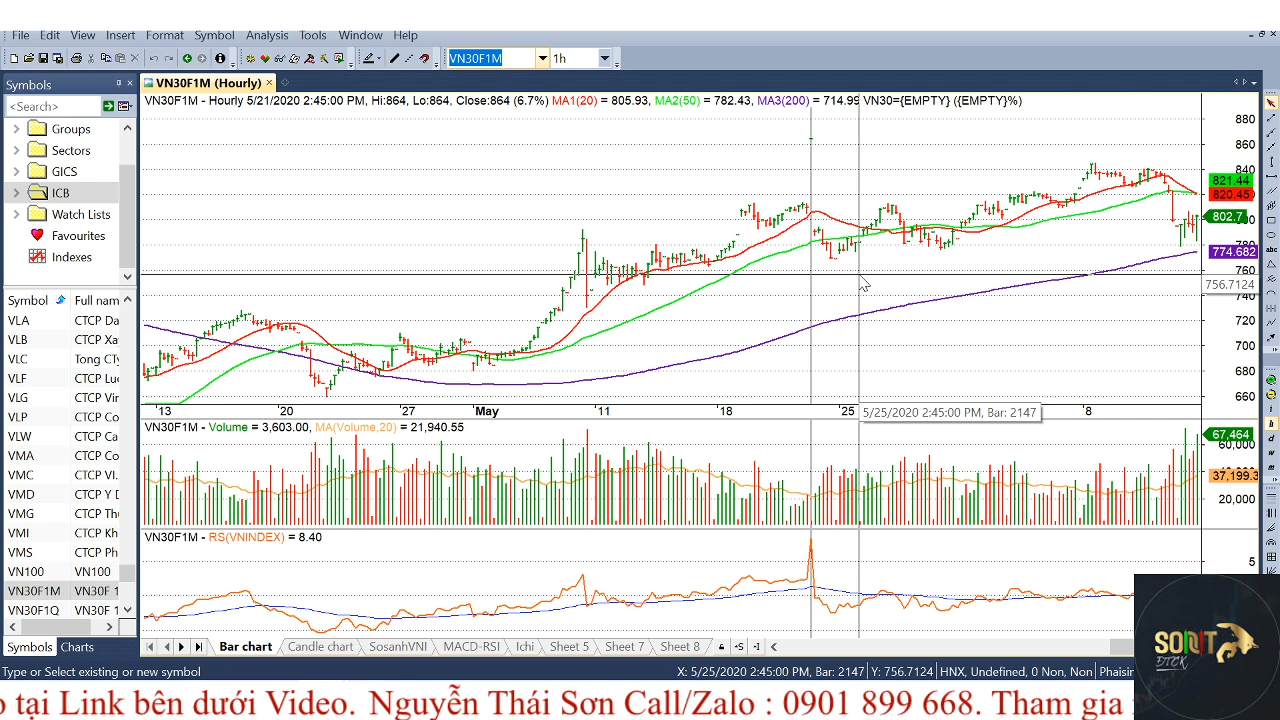 File Edit View Insert Format Symbol Analysis Tools Window Help
VN30F1M 1h
Symbols
VN30F1M (Hourly)
<Search>
VN30F1M - Hourly 5/21/2020 2:45:00 PM, Hi:864, Lo:864, Close:864 (6.7%) MA1(20) = 805.93, MA2(50) = 782.43, MA3(200) = 714.99 VN30={EMPTY} ({EMPTY}%)
Groups
Sectors
GICS
ICB
Watch Lists
Favourites
Indexes
880
860
840
821.44
820.45
802.7
780
774.682
760
756.7124
740
720
700
680
660
13 20 27 May 11 18 25 8
5/25/2020 2:45:00 PM, Bar: 2147
Symbol Full nam
VLA CTCP Da
VLB CTCP Xa
VLC Tong CTy
VLF CTCP Luc
VLG CTCP Vir
VLP CTCP Co
VLW CTCP Ca
VMA CTCP Co
VMC CTCP VI.
VMD CTCP Y D
VMG CTCP Thu
VMI CTCP Kh
VMS CTCP Ph
VN100 VN100
VN30F1M VN30F 1
VN30F1Q VN30F 1
VN30F1M - Volume = 3,603.00, MA(Volume,20) = 21,940.55
67,464
60,000
37,199.3
20,000
VN30F1M - RS(VNINDEX) = 8.40
5
Symbols Charts
Bar chart Candle chart SosanhVNI MACD-RSI Ichi Sheet 5 Sheet 7 Sheet 8
Type or Select existing or new symbol
X: 5/25/2020 2:45:00 PM, Bar: 2147 Y: 756.7124 HNX, Undefined, 0 Non, Non Phaisin
DTCK
o tại Link bên dưới Video. Nguyễn Thái Sơn Call/Zalo : 0901 899 668. Tham gia